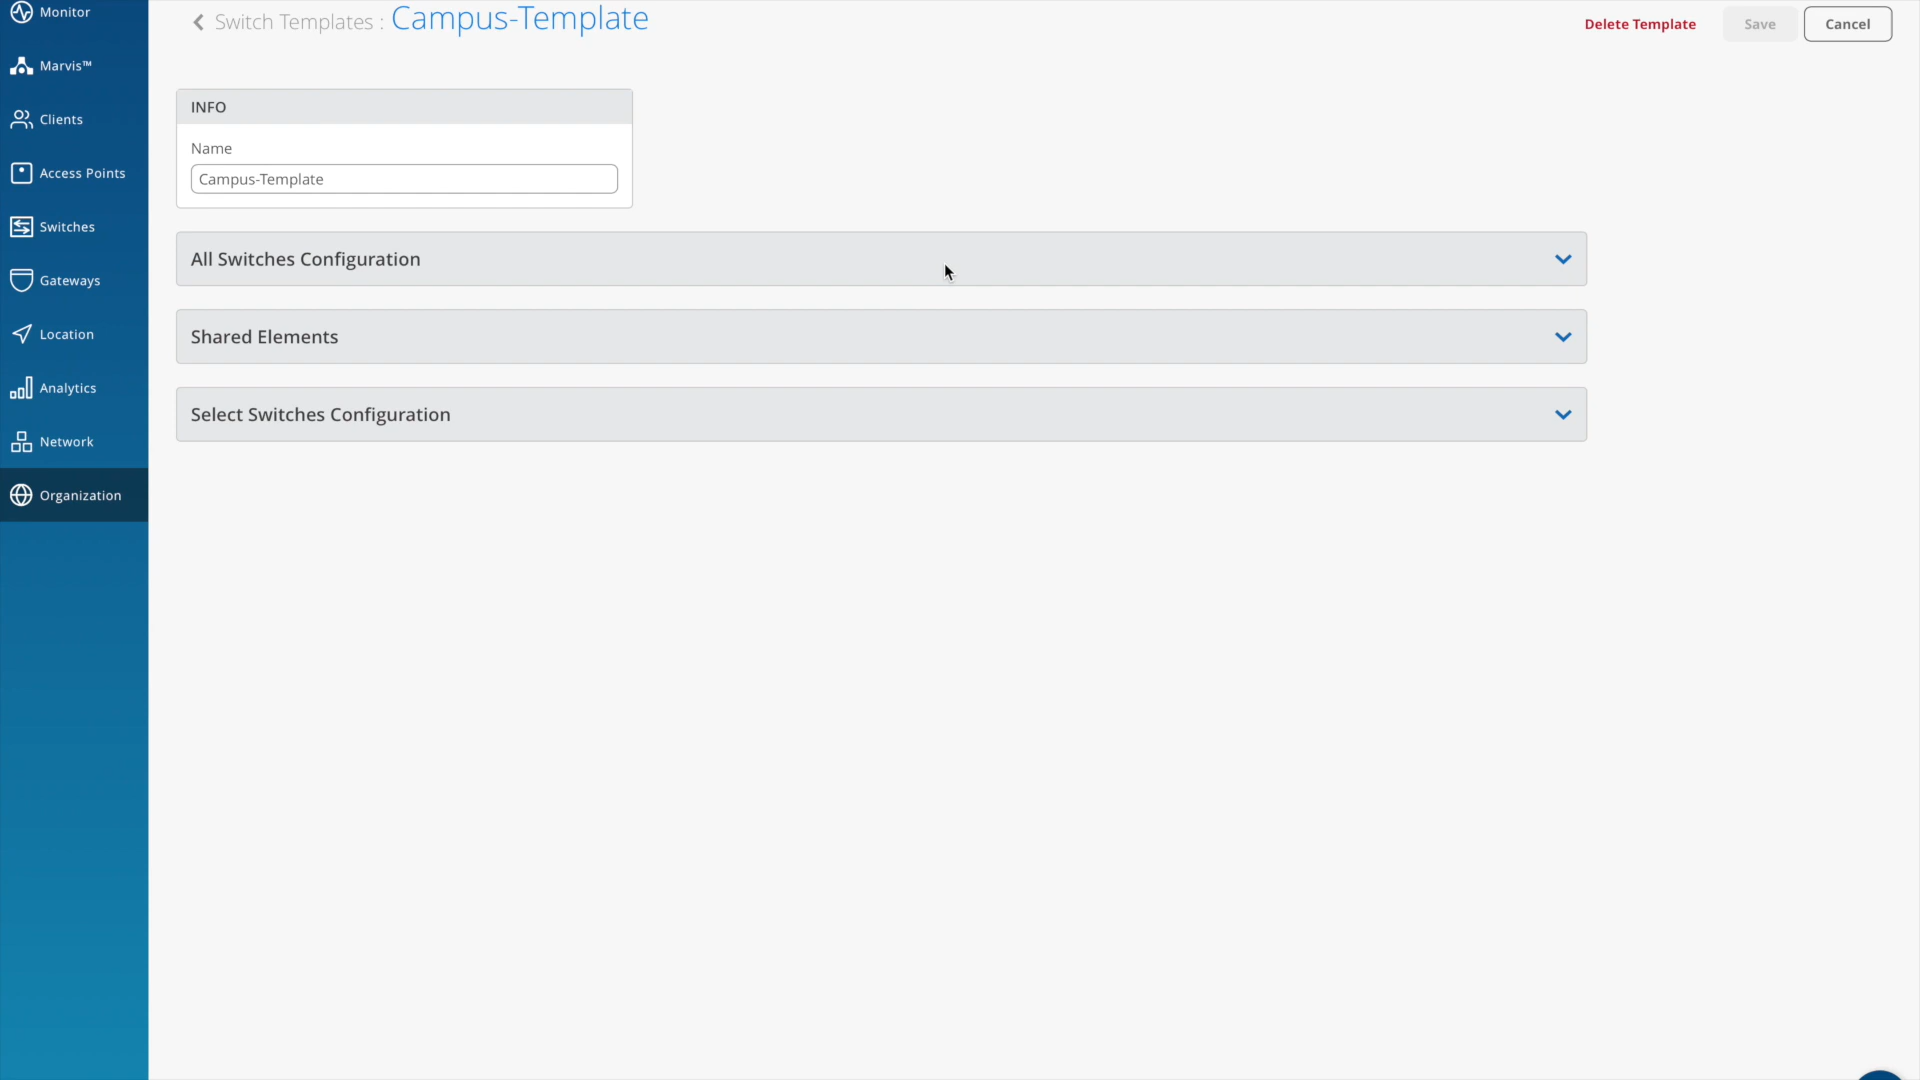 Monitor
Marvis™
Clients
Access Points
Switches
Gateways
Location
Analytics
Network
Organization
Switch Templates : Campus-Template
Delete Template
Save
Cancel
INFO
Name
Campus-Template
All Switches Configuration
Shared Elements
Select Switches Configuration